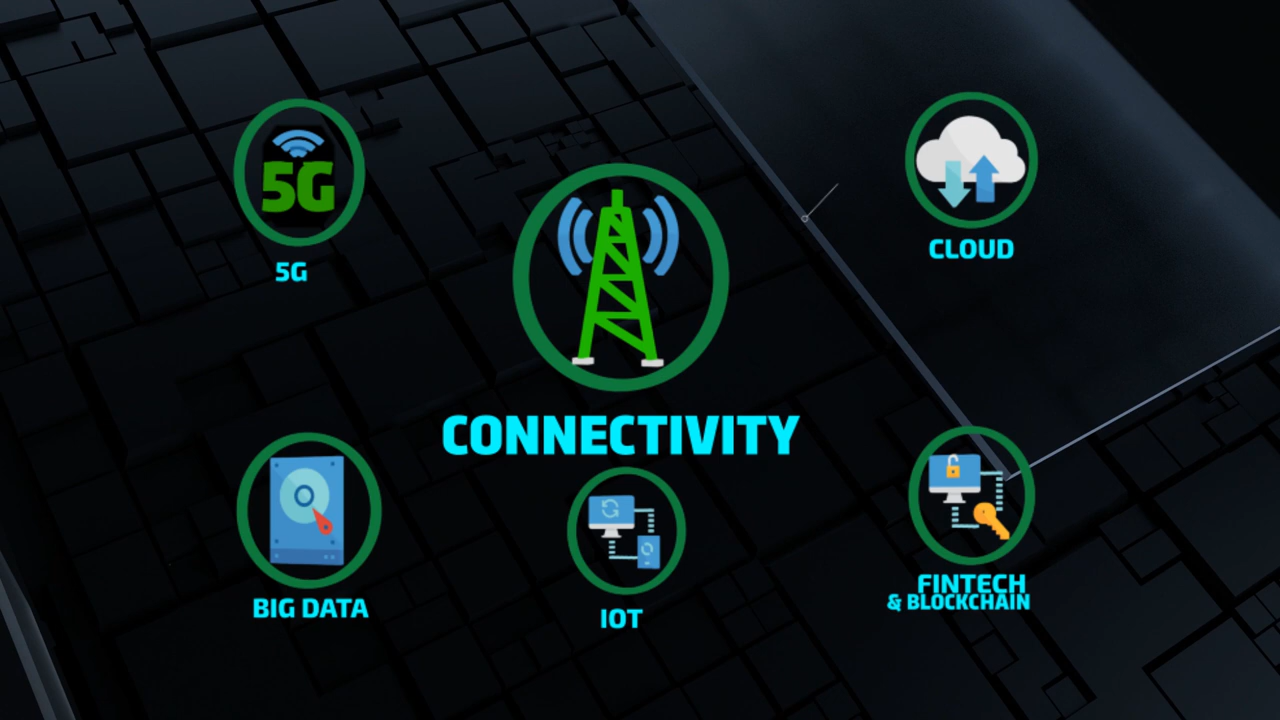 5G
5G
CLOUD
CONNECTIVITY
BIG DATA
IOT
FINTECH
& BLOCKCHAIN